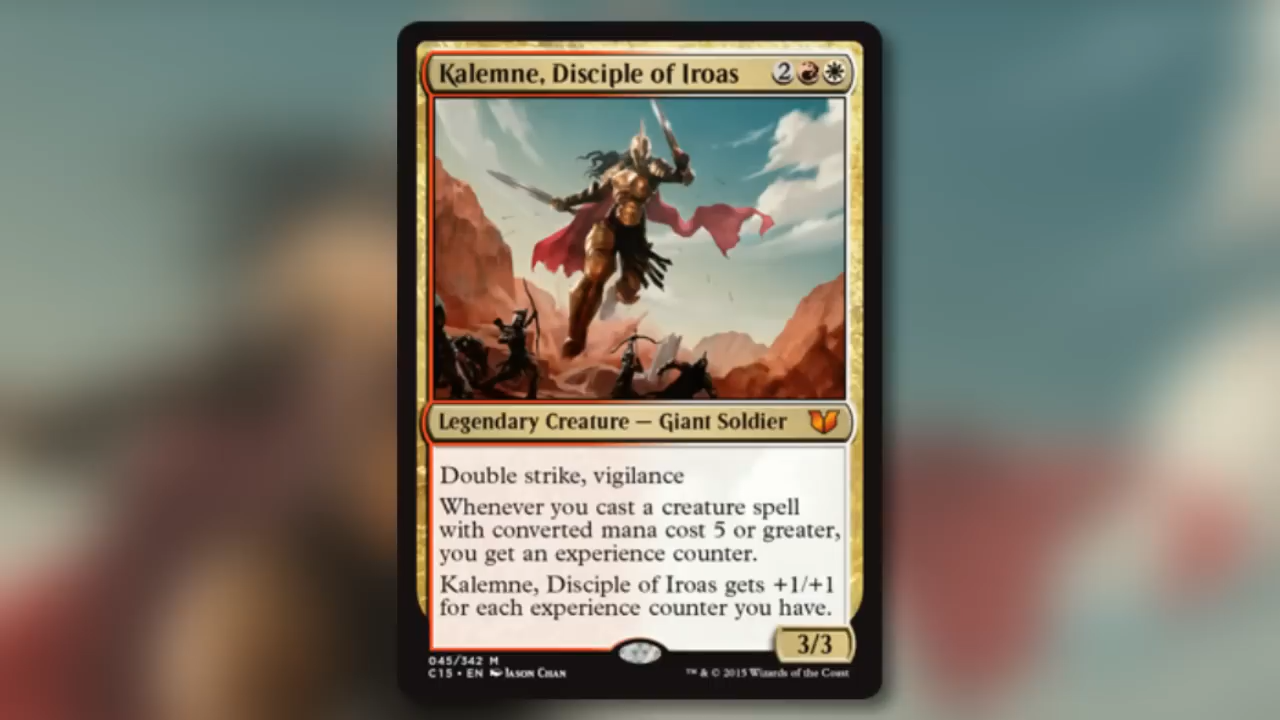 Kalemne, Disciple of Iroas 2
Legendary Creature — Giant Soldier
Double strike, vigilance
Whenever you cast a creature spell
with converted mana cost 5 or greater,
you get an experience counter.
Kalemne, Disciple of Iroas gets +1/+1
for each experience counter you have.
3/3
045/342 M
C15 • EN Jason Chan
™ & © 2015 Wizards of the Coast